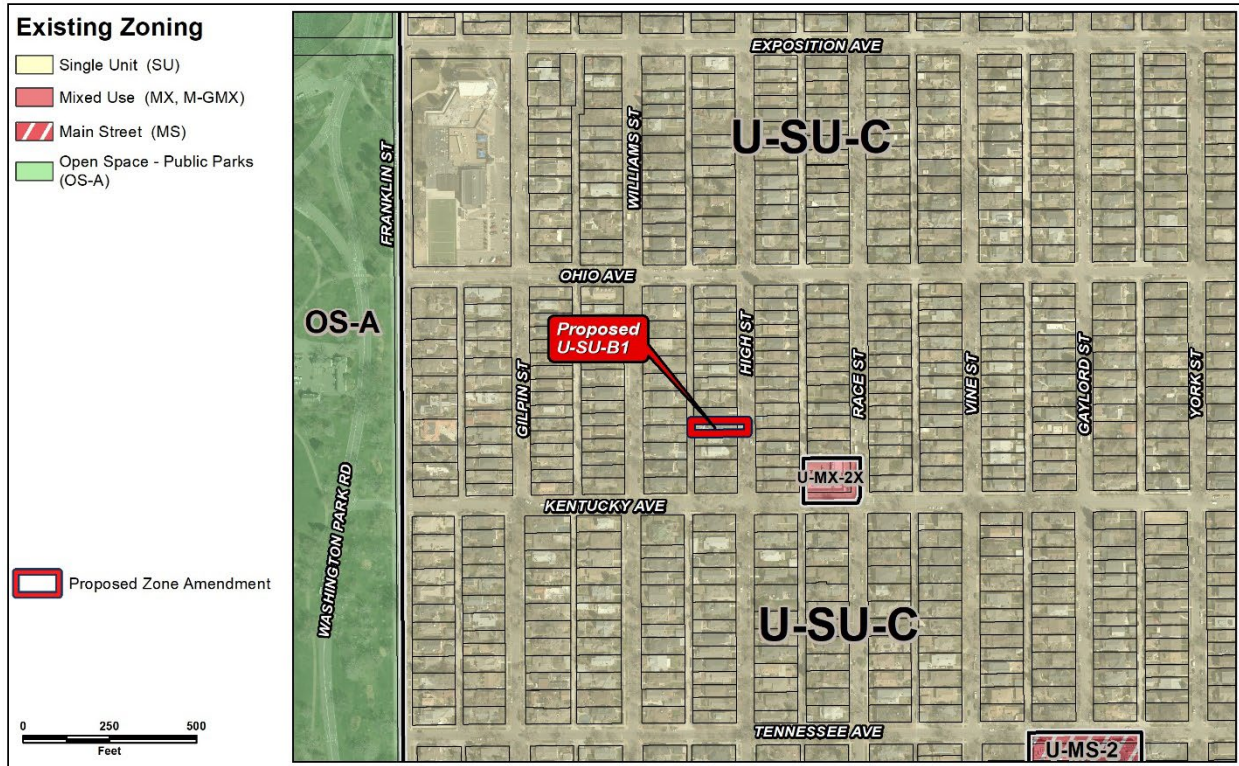 Existing Zoning
Single Unit (SU)
Mixed Use (MX, M-GMX)
Main Street (MS)
Open Space - Public Parks
(OS-A)
Proposed Zone Amendment
0 250 500
Feet
EXPOSITION AVE
U-SU-C
WILLIAMS ST
FRANKLIN ST
OHIO AVE
OS-A
Proposed
U-SU-B1
HIGH ST
GILPIN ST
RACE ST
VINE ST
GAYLORD ST
YORK ST
U-MX-2X
KENTUCKY AVE
WASHINGTON PARK RD
U-SU-C
TENNESSEE AVE
U-MS-2